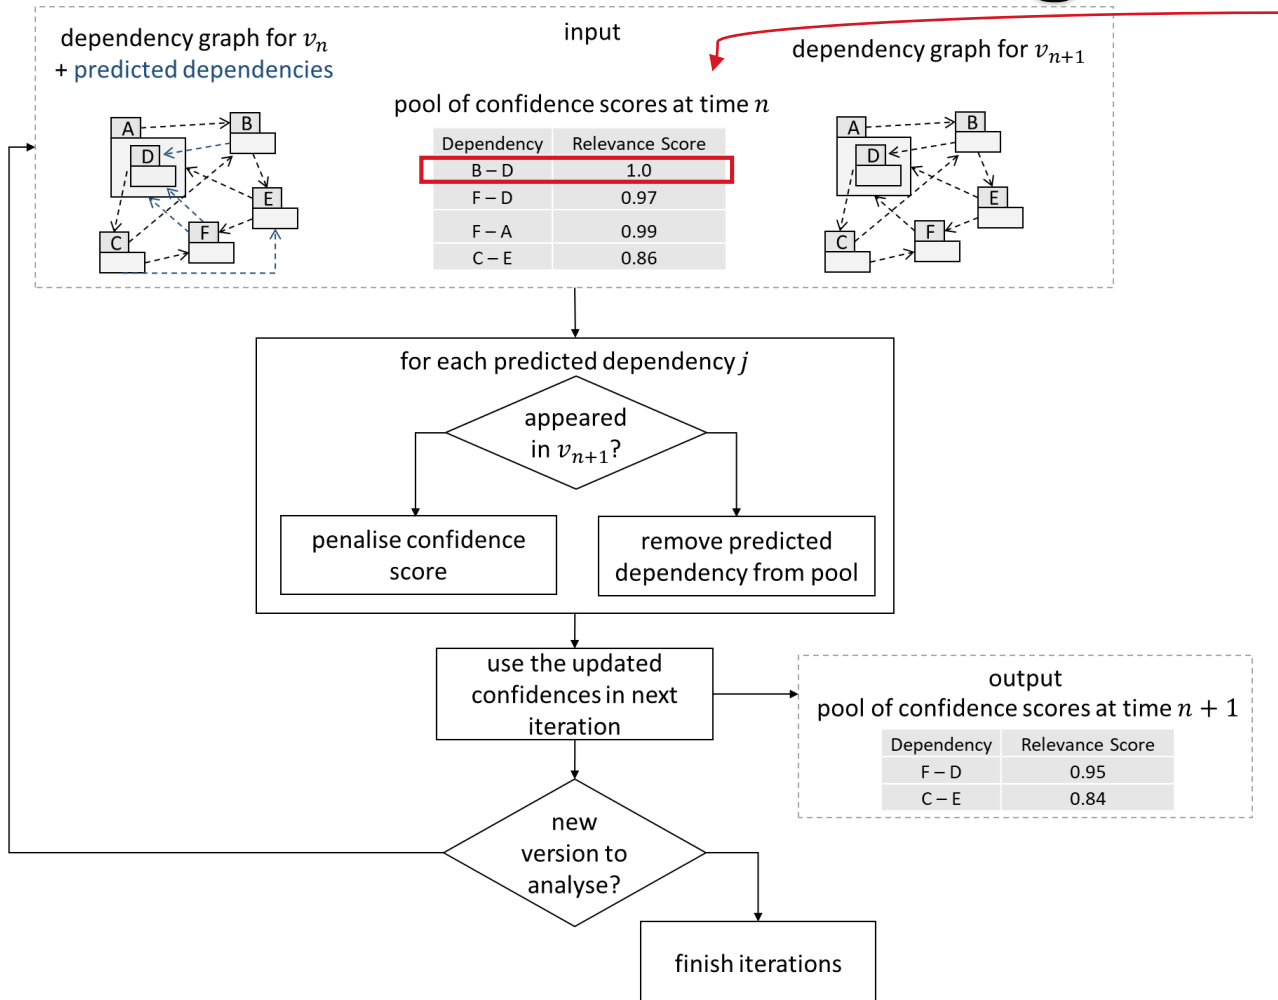 input
dependency graph for vₙ
+ predicted dependencies
A
B
D
E
F
C
pool of confidence scores at time n
Dependency Relevance Score
B – D 1.0
F – D 0.97
F – A 0.99
C – E 0.86
dependency graph for vₙ₊₁
A
B
D
E
F
C
for each predicted dependency j
appeared
in vₙ₊₁?
penalise confidence
score
remove predicted
dependency from pool
use the updated
confidences in next
iteration
output
pool of confidence scores at time n + 1
Dependency Relevance Score
F – D 0.95
C – E 0.84
new
version to
analyse?
finish iterations